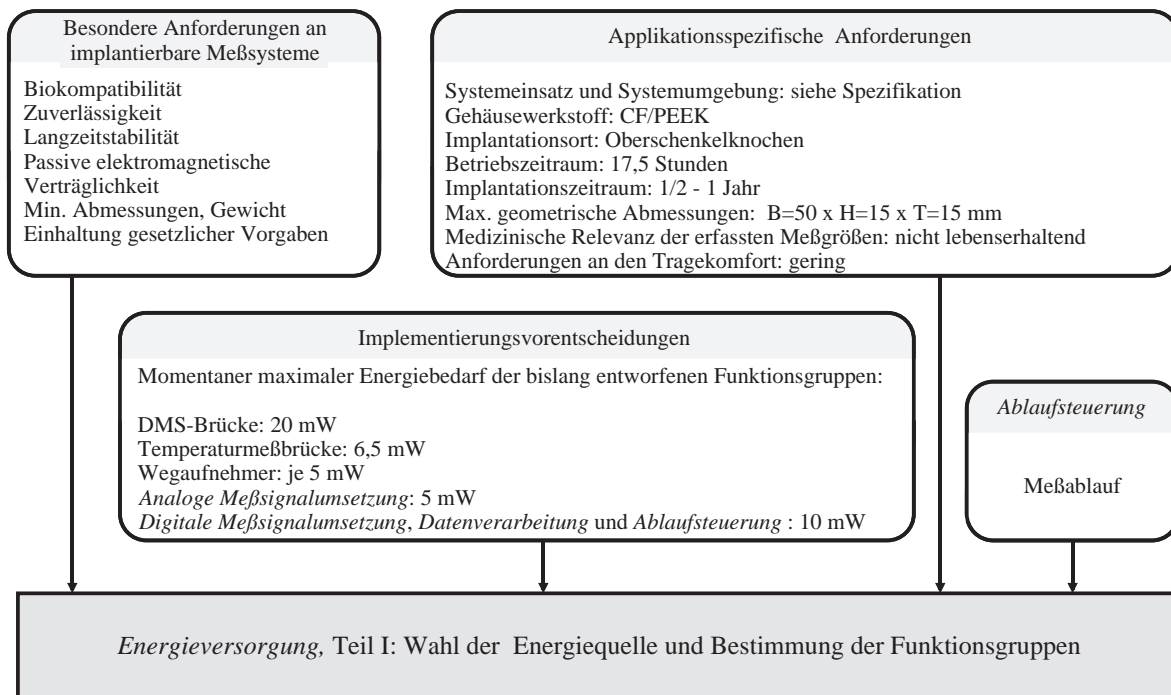 Besondere Anforderungen an
implantierbare Meßsysteme
Biokompatibilität
Zuverlässigkeit
Langzeitstabilität
Passive elektromagnetische
Verträglichkeit
Min. Abmessungen, Gewicht
Einhaltung gesetzlicher Vorgaben
Applikationsspezifische Anforderungen
Systemeinsatz und Systemumgebung: siehe Spezifikation
Gehäusewerkstoff: CF/PEEK
Implantationsort: Oberschenkelknochen
Betriebszeitraum: 17,5 Stunden
Implantationszeitraum: 1/2 - 1 Jahr
Max. geometrische Abmessungen: B=50 x H=15 x T=15 mm
Medizinische Relevanz der erfassten Meßgrößen: nicht lebenserhaltend
Anforderungen an den Tragekomfort: gering
Implementierungsvorentscheidungen
Momentaner maximaler Energiebedarf der bislang entworfenen Funktionsgruppen:
DMS-Brücke: 20 mW
Temperaturmeßbrücke: 6,5 mW
Wegaufnehmer: je 5 mW
Analoge Meßsignalumsetzung: 5 mW
Digitale Meßsignalumsetzung, Datenverarbeitung und Ablaufsteuerung : 10 mW
Ablaufsteuerung
Meßablauf
Energieversorgung, Teil I: Wahl der Energiequelle und Bestimmung der Funktionsgruppen